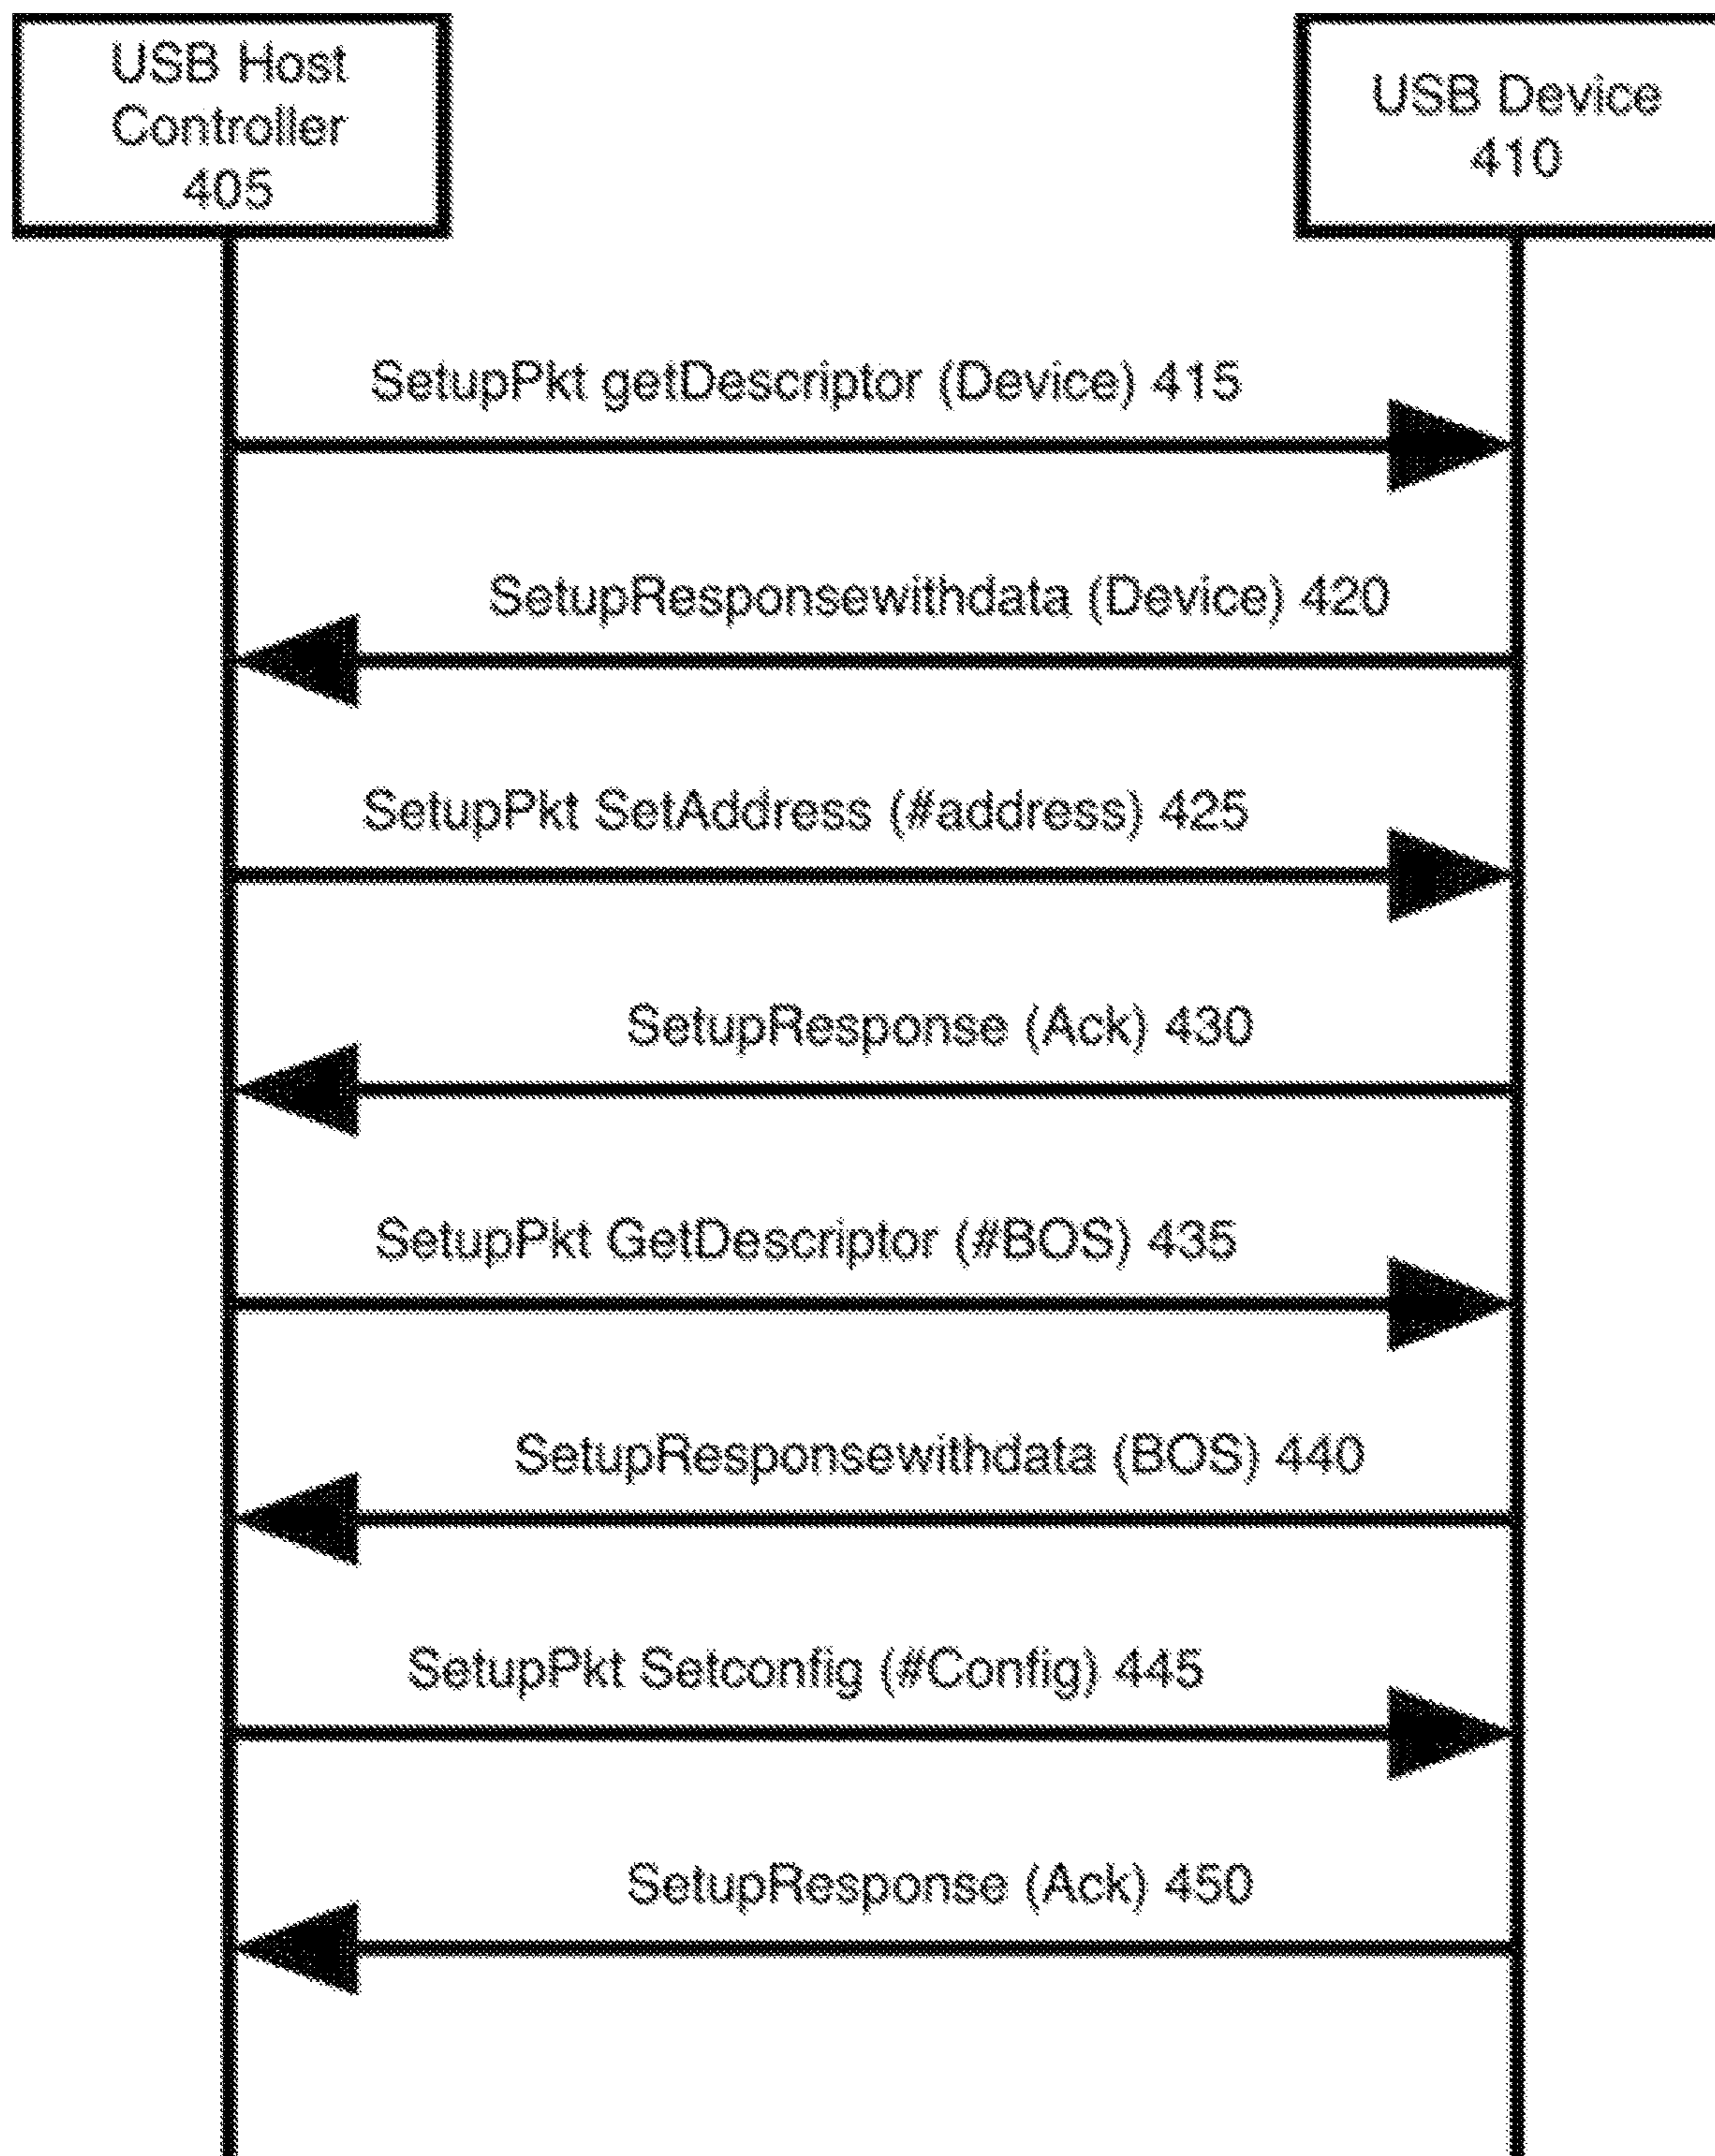 USB Host
Controller
405
USB Device
410
SetupPkt getDescriptor (Device) 415
SetupResponsewithdata (Device) 420
SetupPkt SetAddress (#address) 425
SetupResponse (Ack) 430
SetupPkt GetDescriptor (#BOS) 435
SetupResponsewithdata (BOS) 440
SetupPkt Setconfig (#Config) 445
SetupResponse (Ack) 450